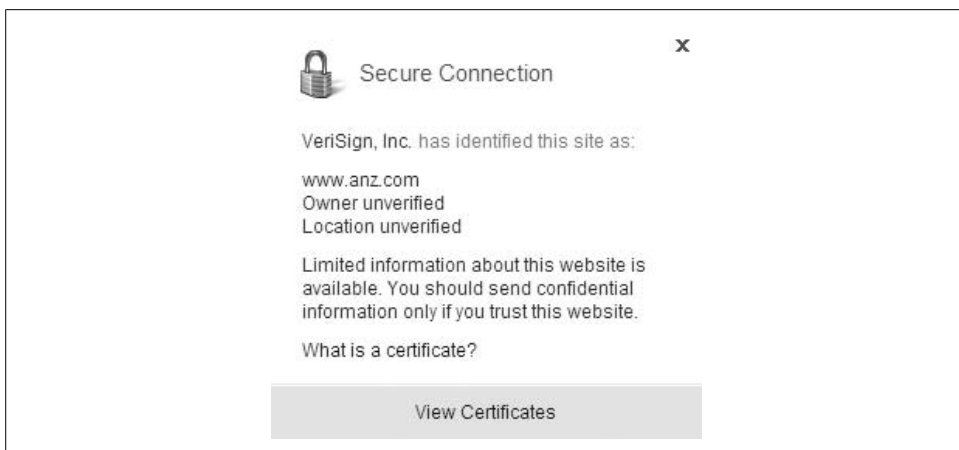 x
Secure Connection
VeriSign, Inc. has identified this site as:
www.anz.com
Owner unverified
Location unverified
Limited information about this website is
available. You should send confidential
information only if you trust this website.
What is a certificate?
View Certificates